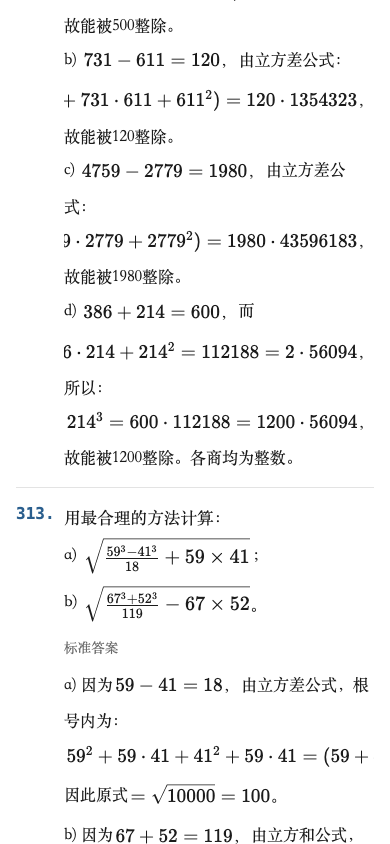 故能被500整除。
b) 731 − 611 = 120，由立方差公式：
+ 731 · 611 + 611²) = 120 · 1354323,
故能被120整除。
c) 4759 − 2779 = 1980，由立方差公
式：
9 · 2779 + 2779²) = 1980 · 43596183,
故能被1980整除。
d) 386 + 214 = 600，而
6 · 214 + 214² = 112188 = 2 · 56094,
所以：
214³ = 600 · 112188 = 1200 · 56094,
故能被1200整除。各商均为整数。
313. 用最合理的方法计算：
a) √((59³−41³)/18 + 59 × 41)；
b) √((67³+52³)/119 − 67 × 52)。
标准答案
a) 因为 59 − 41 = 18，由立方差公式，根
号内为：
59² + 59 · 41 + 41² + 59 · 41 = (59 +
因此原式 = √10000 = 100。
b) 因为 67 + 52 = 119，由立方和公式，